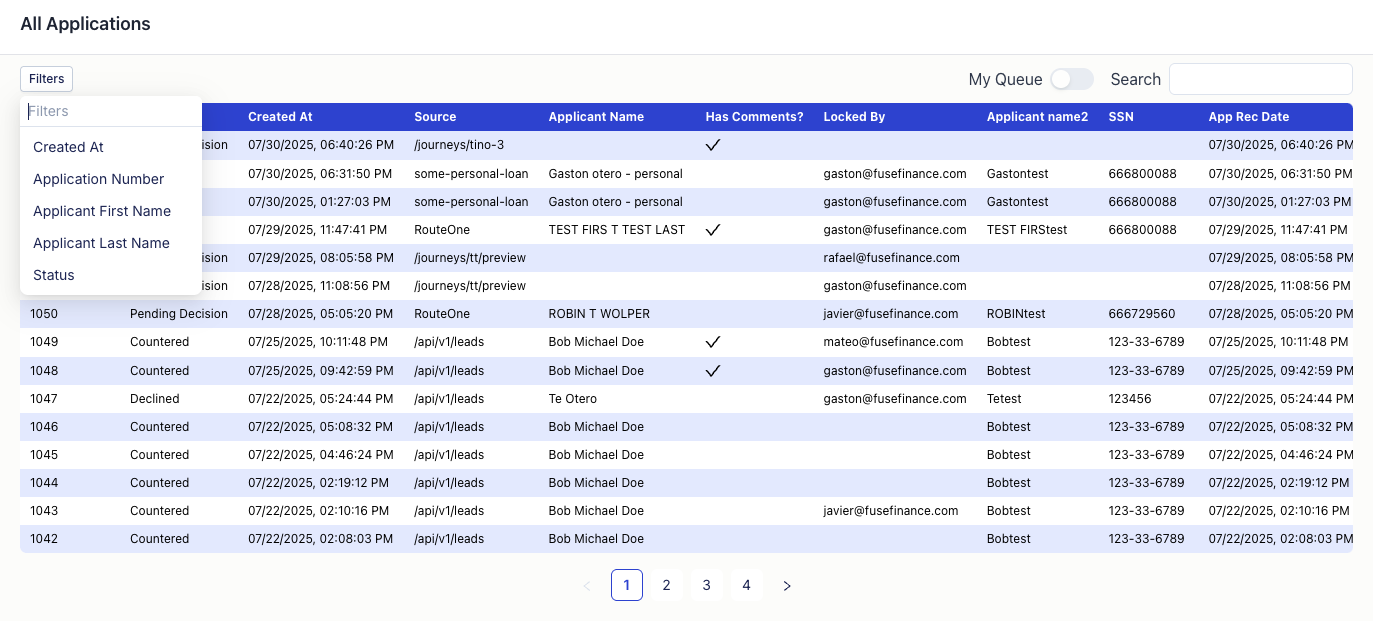 All Applications
Filters My Queue Search
Filters
Created At
Application Number
Applicant First Name
Applicant Last Name
Status
Created At Source Applicant Name Has Comments? Locked By Applicant name2 SSN App Rec Date
ision 07/30/2025, 06:40:26 PM /journeys/tino-3 07/30/2025, 06:40:26 PM
07/30/2025, 06:31:50 PM some-personal-loan Gaston otero - personal gaston@fusefinance.com Gastontest 666800088 07/30/2025, 06:31:50 PM
07/30/2025, 01:27:03 PM some-personal-loan Gaston otero - personal gaston@fusefinance.com Gastontest 666800088 07/30/2025, 01:27:03 PM
07/29/2025, 11:47:41 PM RouteOne TEST FIRS T TEST LAST gaston@fusefinance.com TEST FIRStest 666800088 07/29/2025, 11:47:41 PM
ision 07/29/2025, 08:05:58 PM /journeys/tt/preview rafael@fusefinance.com 07/29/2025, 08:05:58 PM
ision 07/28/2025, 11:08:56 PM /journeys/tt/preview gaston@fusefinance.com 07/28/2025, 11:08:56 PM
1050 Pending Decision 07/28/2025, 05:05:20 PM RouteOne ROBIN T WOLPER javier@fusefinance.com ROBINtest 666729560 07/28/2025, 05:05:20 PM
1049 Countered 07/25/2025, 10:11:48 PM /api/v1/leads Bob Michael Doe mateo@fusefinance.com Bobtest 123-33-6789 07/25/2025, 10:11:48 PM
1048 Countered 07/25/2025, 09:42:59 PM /api/v1/leads Bob Michael Doe gaston@fusefinance.com Bobtest 123-33-6789 07/25/2025, 09:42:59 PM
1047 Declined 07/22/2025, 05:24:44 PM /api/v1/leads Te Otero gaston@fusefinance.com Tetest 123456 07/22/2025, 05:24:44 PM
1046 Countered 07/22/2025, 05:08:32 PM /api/v1/leads Bob Michael Doe Bobtest 123-33-6789 07/22/2025, 05:08:32 PM
1045 Countered 07/22/2025, 04:46:24 PM /api/v1/leads Bob Michael Doe Bobtest 123-33-6789 07/22/2025, 04:46:24 PM
1044 Countered 07/22/2025, 02:19:12 PM /api/v1/leads Bob Michael Doe Bobtest 123-33-6789 07/22/2025, 02:19:12 PM
1043 Countered 07/22/2025, 02:10:16 PM /api/v1/leads Bob Michael Doe javier@fusefinance.com Bobtest 123-33-6789 07/22/2025, 02:10:16 PM
1042 Countered 07/22/2025, 02:08:03 PM /api/v1/leads Bob Michael Doe Bobtest 123-33-6789 07/22/2025, 02:08:03 PM
1 2 3 4